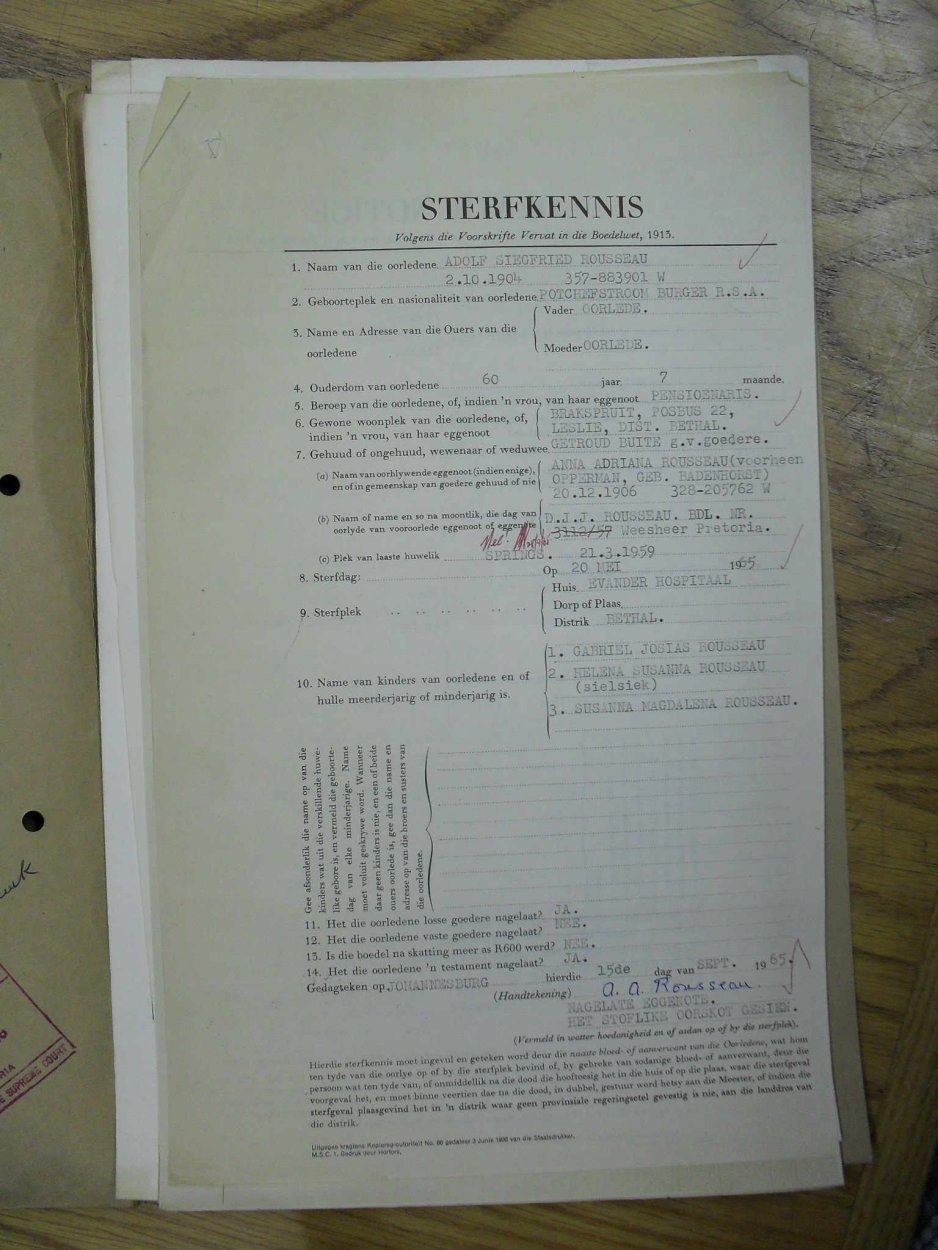 STERFKENNIS
Volgens die Voorskrifte Vervat in die Boedelwet, 1913.
1. Naam van die oorledene ADOLF SIEGFRIED ROUSSEAU
2.10.1904 357-883901 W
2. Geboorteplek en nasionaliteit van oorledene POTCHEFSTROOM BURGER R.S.A.
3. Name en Adresse van die Ouers van die oorledene
Vader OORLEDE.
Moeder OORLEDE.
4. Ouderdom van oorledene 60 jaar 7 maande.
5. Beroep van die oorledene, of, indien 'n vrou, van haar eggenoot PENSIOENARIS.
6. Gewone woonplek van die oorledene, of, indien 'n vrou, van haar eggenoot
BRAKSPRUIT, POSBUS 22,
LESLIE, DIST. BETHAL.
7. Gehuud of ongehuud, wewenaar of weduwee GETROUD BUITE g.v.goedere.
(a) Naam van oorblywende eggenoot (indien enige), en of in gemeenskap van goedere gehuud of nie
ANNA ADRIANA ROUSSEAU(voorheen
OPPERMAN, GEB. BADENHORST)
20.12.1906 328-205762 W
(b) Naam of name en so na moontlik, die dag van oorlyde van vooroorlede eggenoot of eggenote
D.J.J. ROUSSEAU. BDL. NR.
3112/57 Weesheer Pretoria.
(c) Plek van laaste huwelik SPRINGS. 21.3.1959
8. Sterfdag: Op 20 MEI 1965
9. Sterfplek
Huis EVANDER HOSPITAAL
Dorp of Plaas
Distrik BETHAL.
10. Name van kinders van oorledene en of hulle meerderjarig of minderjarig is.
1. GABRIEL JOSIAS ROUSSEAU
2. HELENA SUSANNA ROUSSEAU
(sielsiek)
3. SUSANNA MAGDALENA ROUSSEAU.
Gee afsonderlik die name op van die
kinders wat uit die verskillende huwe-
like gebore is, en vermeld die geboorte-
dag van elke minderjarige. Name
moet voluit geskrywe word. Wanneer
daar geen kinders is nie, en een of beide
ouers oorlede is, gee dan die name en
adresse op van die broers en susters van
die oorledene.
11. Het die oorledene losse goedere nagelaat? JA.
12. Het die oorledene vaste goedere nagelaat? NEE.
13. Is die boedel na skatting meer as R600 werd? NEE.
14. Het die oorledene 'n testament nagelaat? JA.
Gedagteken op JOHANNESBURG hierdie 15de dag van SEPT. 1965.
(Handtekening) A. A. Rousseau.
NAGELATE EGGENOTE.
HET STOFLIKE OORSKOT GESIEN.
(Vermeld in watter hoedanigheid en of aidan op of by die sterfplek).
Hierdie sterfkennis moet ingevul en geteken word deur die naaste bloed- of aanverwant van die Oorledene, wat hom
ten tyde van die oorlye op of by die sterfplek bevind of, by gebreke van sodanige bloed- of aanverwant, deur die
persoon wat ten tyde van, of onmiddellik na die dood die hooftoesig het in die huis of op die plaas, waar die sterfgeval
voorgeval het, en moet binne veertien dae na die dood, in dubbel, gestuur word hetsy aan die Meester, of indien die
sterfgeval plaasgevind het in 'n distrik waar geen provinsiale regeringsetel gevestig is nie, aan die landdros van
die distrik.
M.S.C. 1. Gedruk deur Hortors.
SUPREME COURT